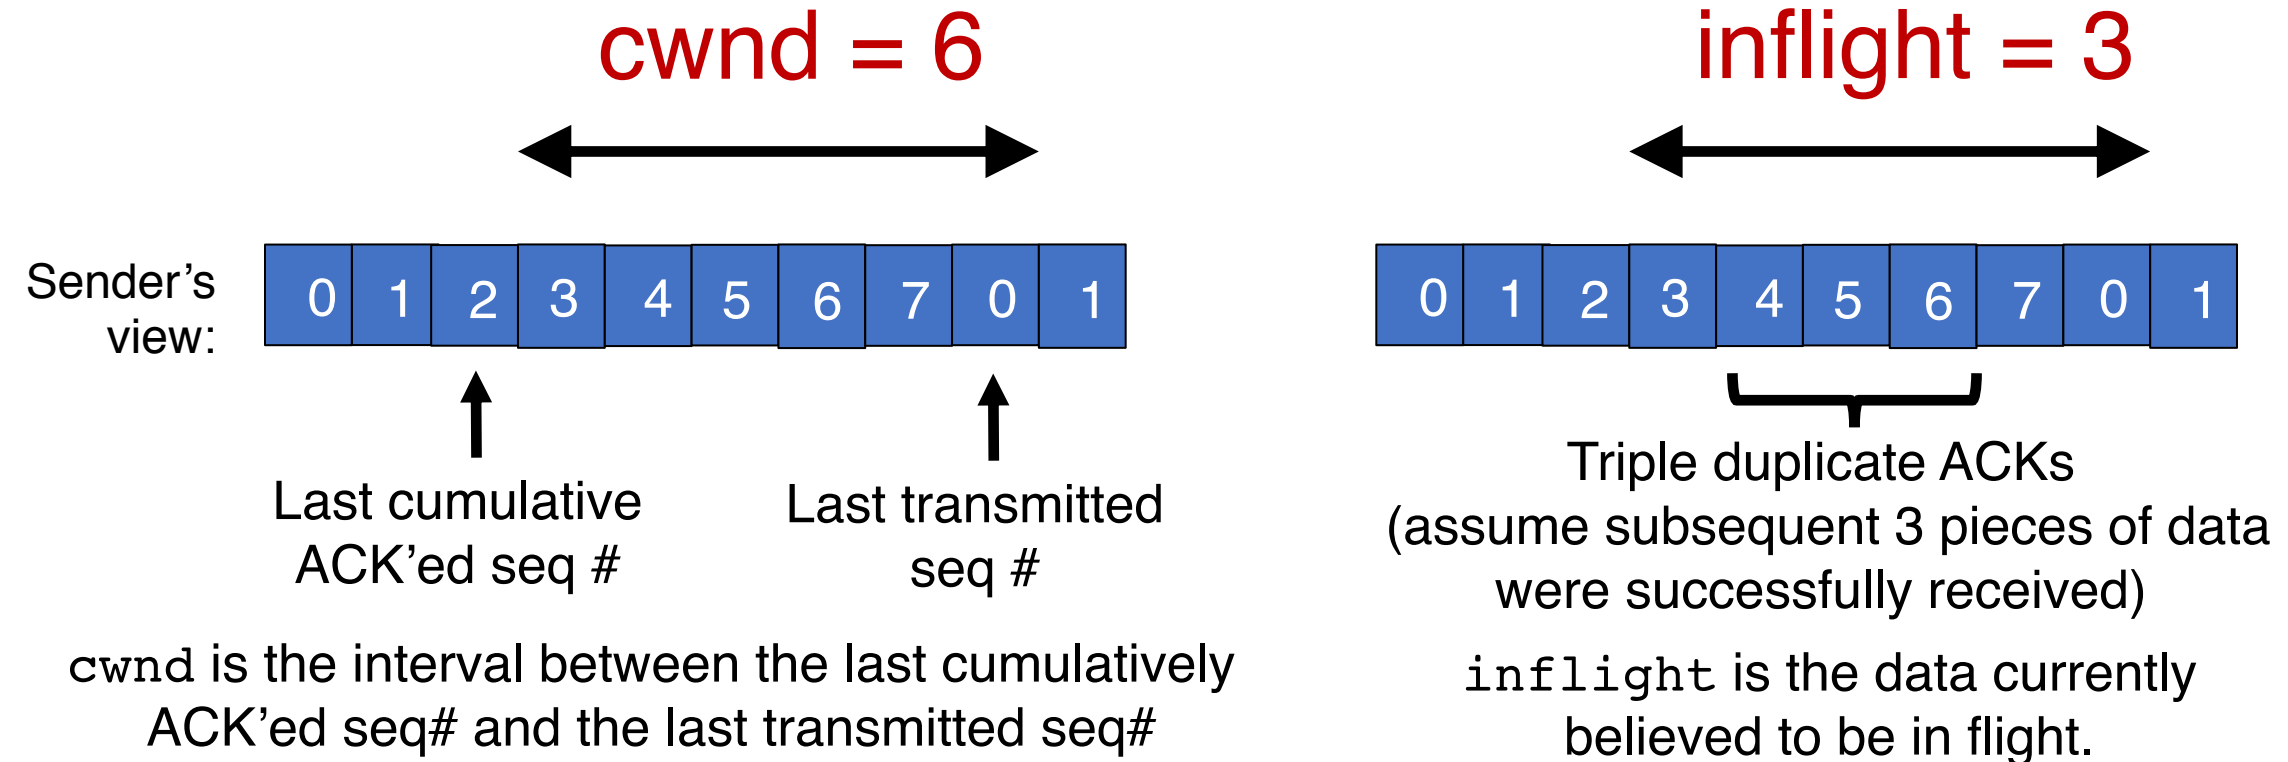 cwnd = 6
Sender’s
view:
0 1 2 3 4 5 6 7 0 1
Last cumulative
ACK’ed seq #
Last transmitted
seq #
cwnd is the interval between the last cumulatively
ACK’ed seq# and the last transmitted seq#
inflight = 3
0 1 2 3 4 5 6 7 0 1
Triple duplicate ACKs
(assume subsequent 3 pieces of data
were successfully received)
inflight is the data currently
believed to be in flight.